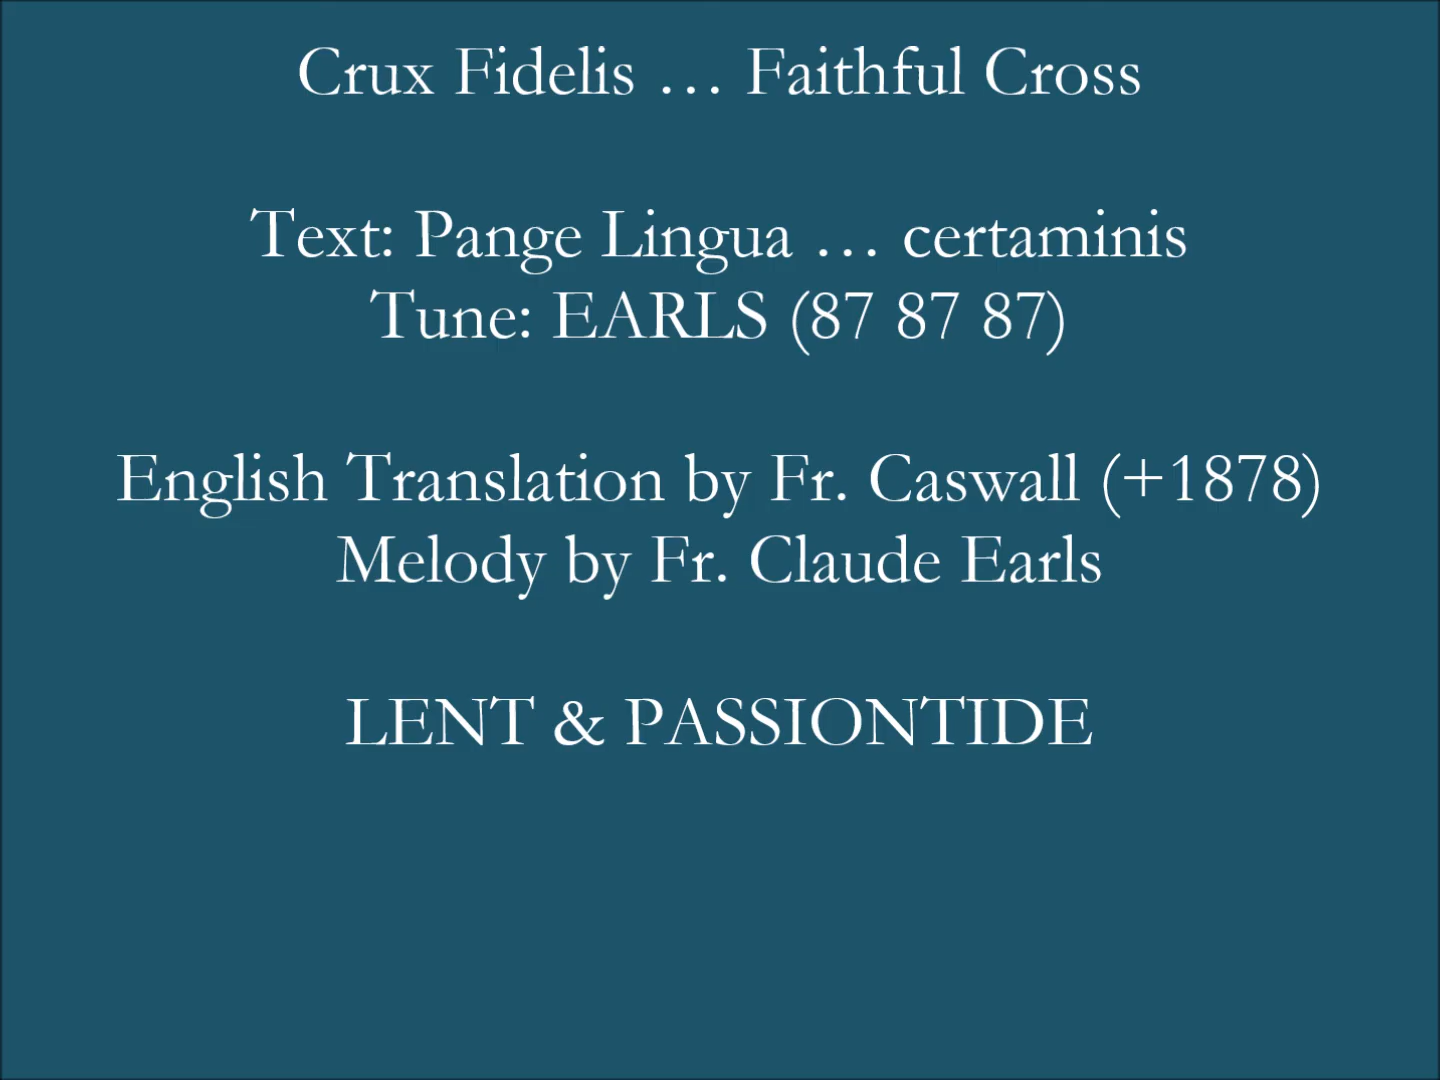 Crux Fidelis … Faithful Cross
Text: Pange Lingua … certaminis
Tune: EARLS (87 87 87)
English Translation by Fr. Caswall (+1878)
Melody by Fr. Claude Earls
LENT & PASSIONTIDE